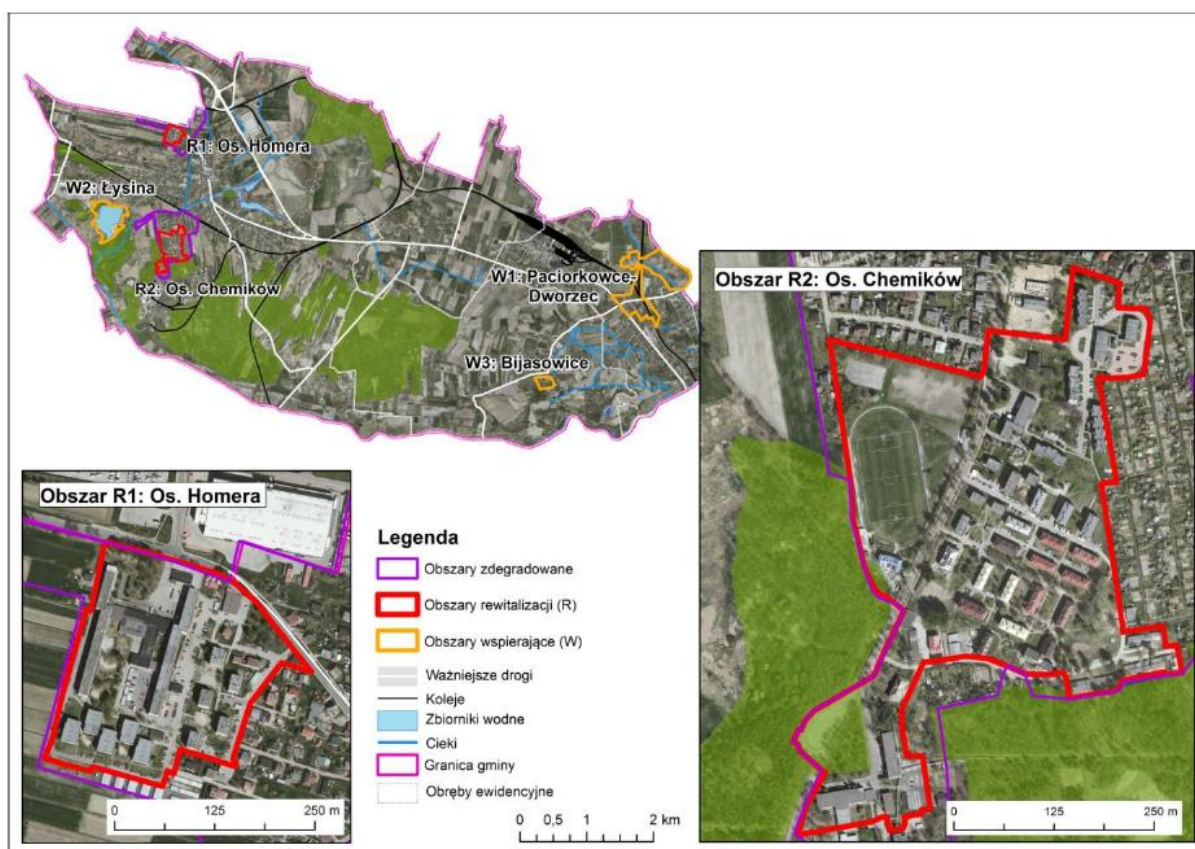 R1: Os. Homera
W2: Łysina
R2: Os. Chemików
W1: Paciorkowce-
Dworzec
W3: Bijasowice
Obszar R2: Os. Chemików
Obszar R1: Os. Homera
Legenda
Obszary zdegradowane
Obszary rewitalizacji (R)
Obszary wspierające (W)
Ważniejsze drogi
Koleje
Zbiorniki wodne
Cieki
Granica gminy
Obręby ewidencyjne
0 125 250 m
0 0,5 1 2 km
0 125 250 m